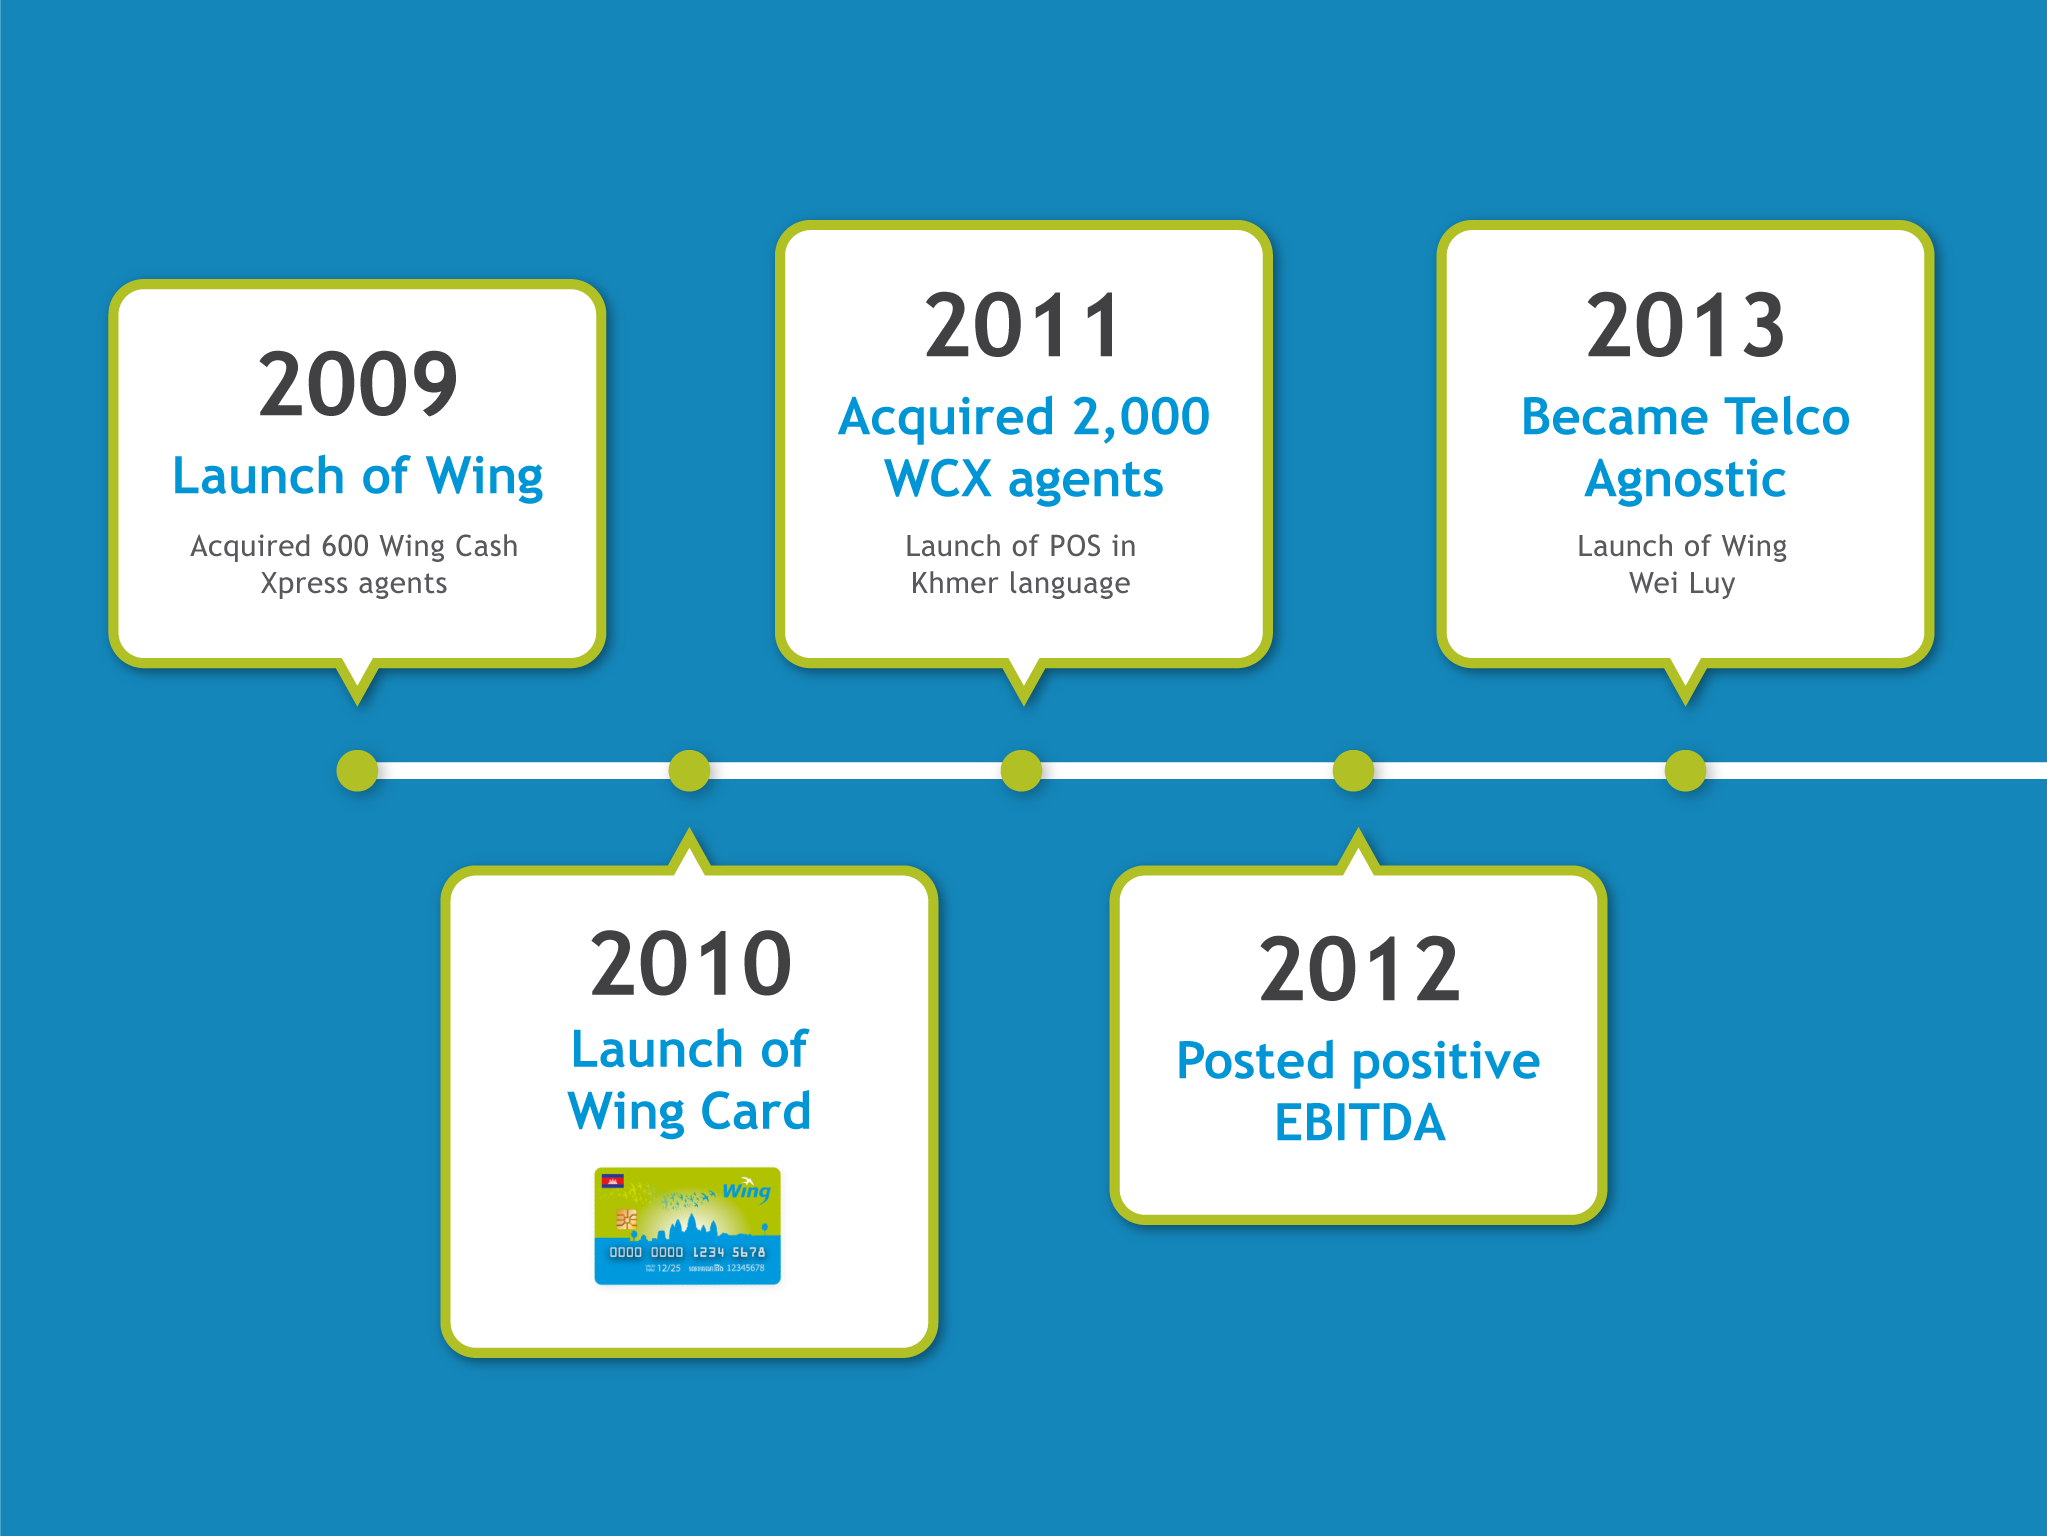 2009
Launch of Wing
Acquired 600 Wing Cash
Xpress agents
2010
Launch of
Wing Card
Wing
0000 0000 1234 5678
12/25
12345678
2011
Acquired 2,000
WCX agents
Launch of POS in
Khmer language
2012
Posted positive
EBITDA
2013
Became Telco
Agnostic
Launch of Wing
Wei Luy